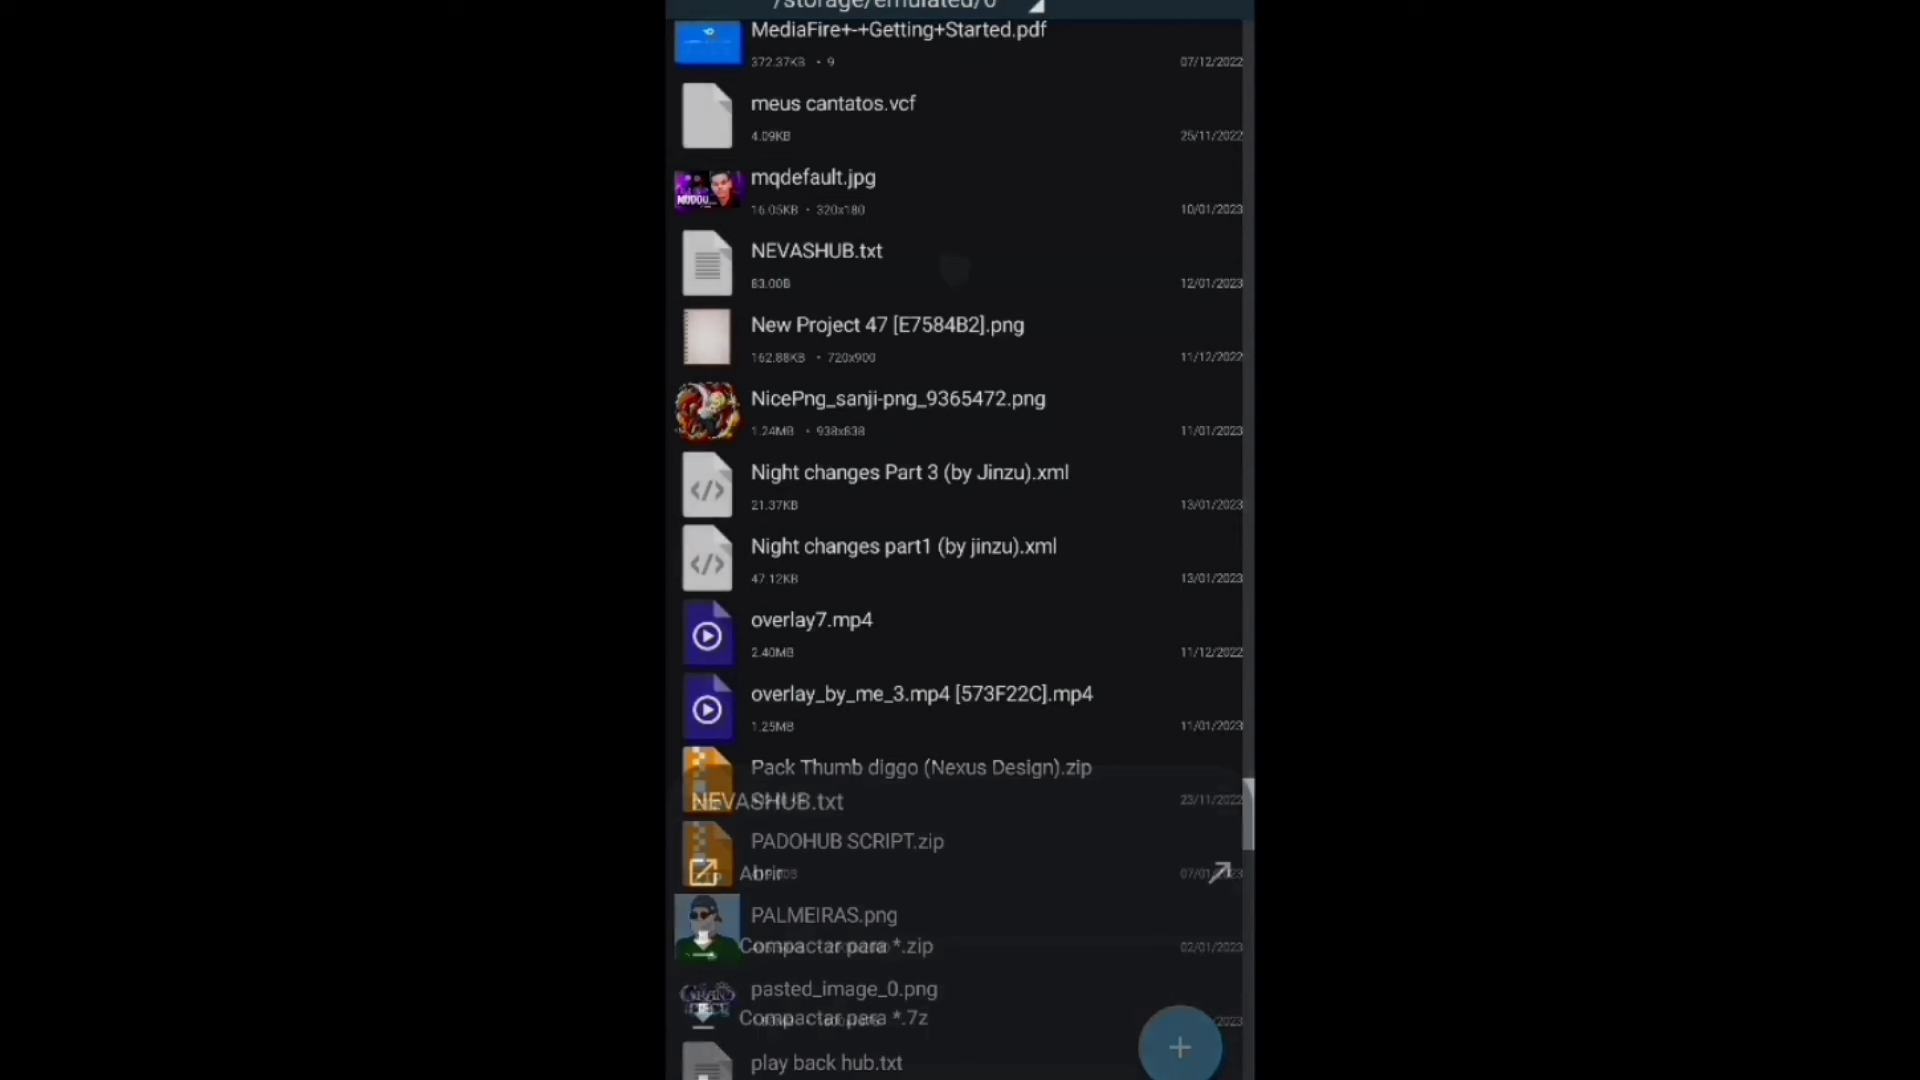 /storage/emulated/0
MediaFire+-+Getting+Started.pdf
372.37KB • 9
07/12/2022
meus cantatos.vcf
4.09KB
25/11/2022
mqdefault.jpg
16.05KB • 320x180
10/01/2023
NEVASHUB.txt
83.00B
12/01/2023
New Project 47 [E7584B2].png
162.88KB • 720x900
11/12/2022
NicePng_sanji-png_9365472.png
1.24MB • 938x838
11/01/2023
Night changes Part 3 (by Jinzu).xml
21.37KB
13/01/2023
Night changes part1 (by jinzu).xml
47.12KB
13/01/2023
overlay7.mp4
2.40MB
11/12/2022
overlay_by_me_3.mp4 [573F22C].mp4
1.25MB
11/01/2023
Pack Thumb diggo (Nexus Design).zip
NEVASHUB.txt
23/11/2022
PADOHUB SCRIPT.zip
Abrir
PALMEIRAS.png
Compactar para *.zip
02/01/2023
pasted_image_0.png
Compactar para *.7z
play back hub.txt